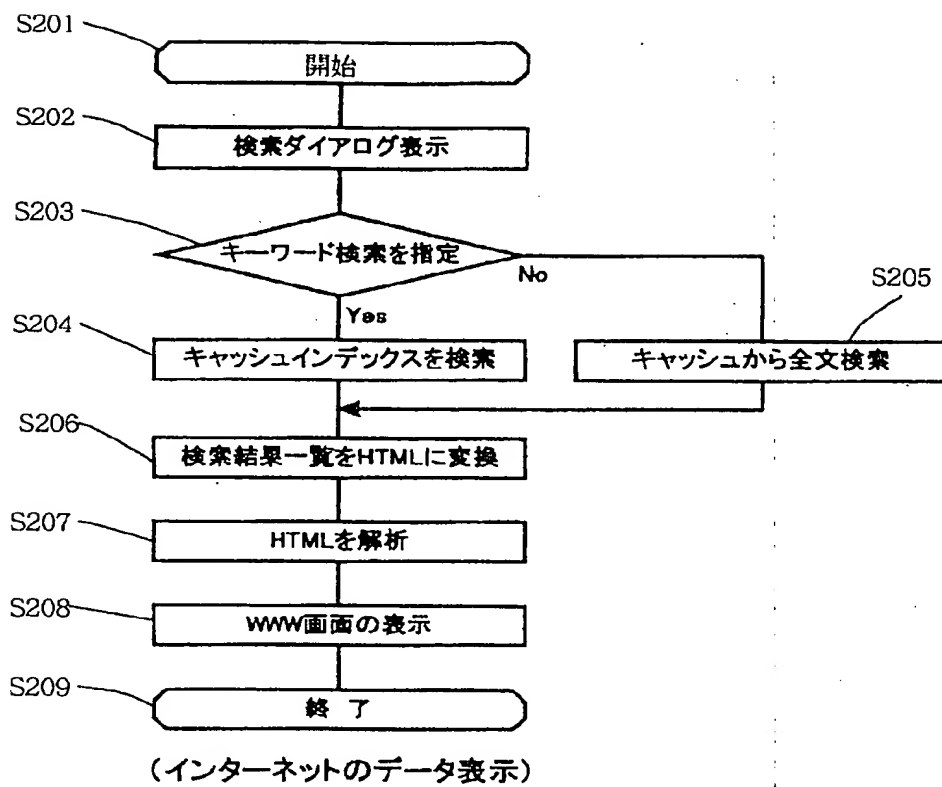 S201
開始
S202
検索ダイアログ表示
S203
キーワード検索を指定
No
Yes
S204
キャッシュインデックスを検索
S205
キャッシュから全文検索
S206
検索結果一覧をHTMLに変換
S207
HTMLを解析
S208
WWW画面の表示
S209
終 了
(インターネットのデータ表示)